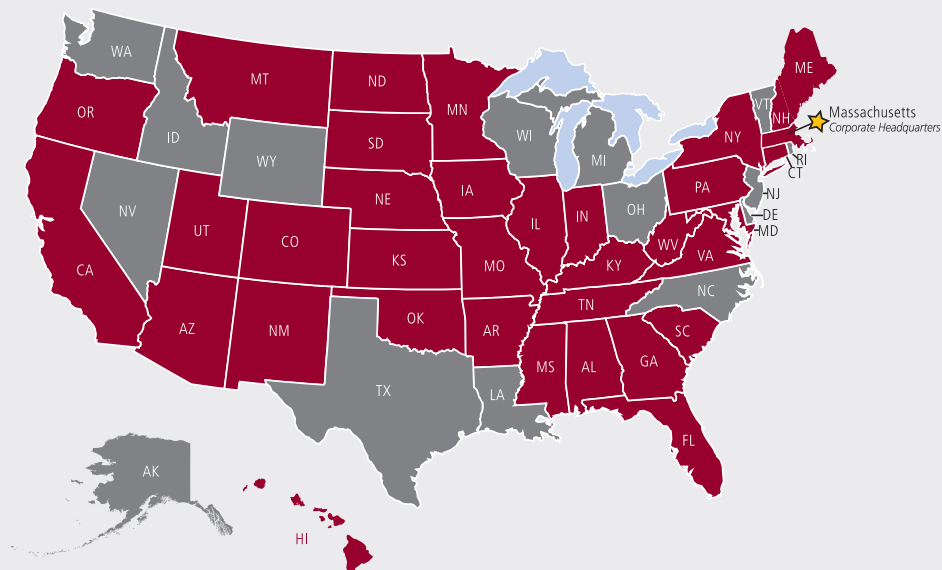 WA
MT
ND
MN
ME
OR
ID
WY
SD
WI
MI
NY
VT
NH
Massachusetts
Corporate Headquarters
RI
CT
NV
UT
CO
NE
IA
IL
IN
OH
PA
NJ
DE
MD
CA
KS
MO
KY
WV
VA
AZ
NM
OK
AR
TN
NC
TX
LA
MS
AL
GA
SC
FL
AK
HI